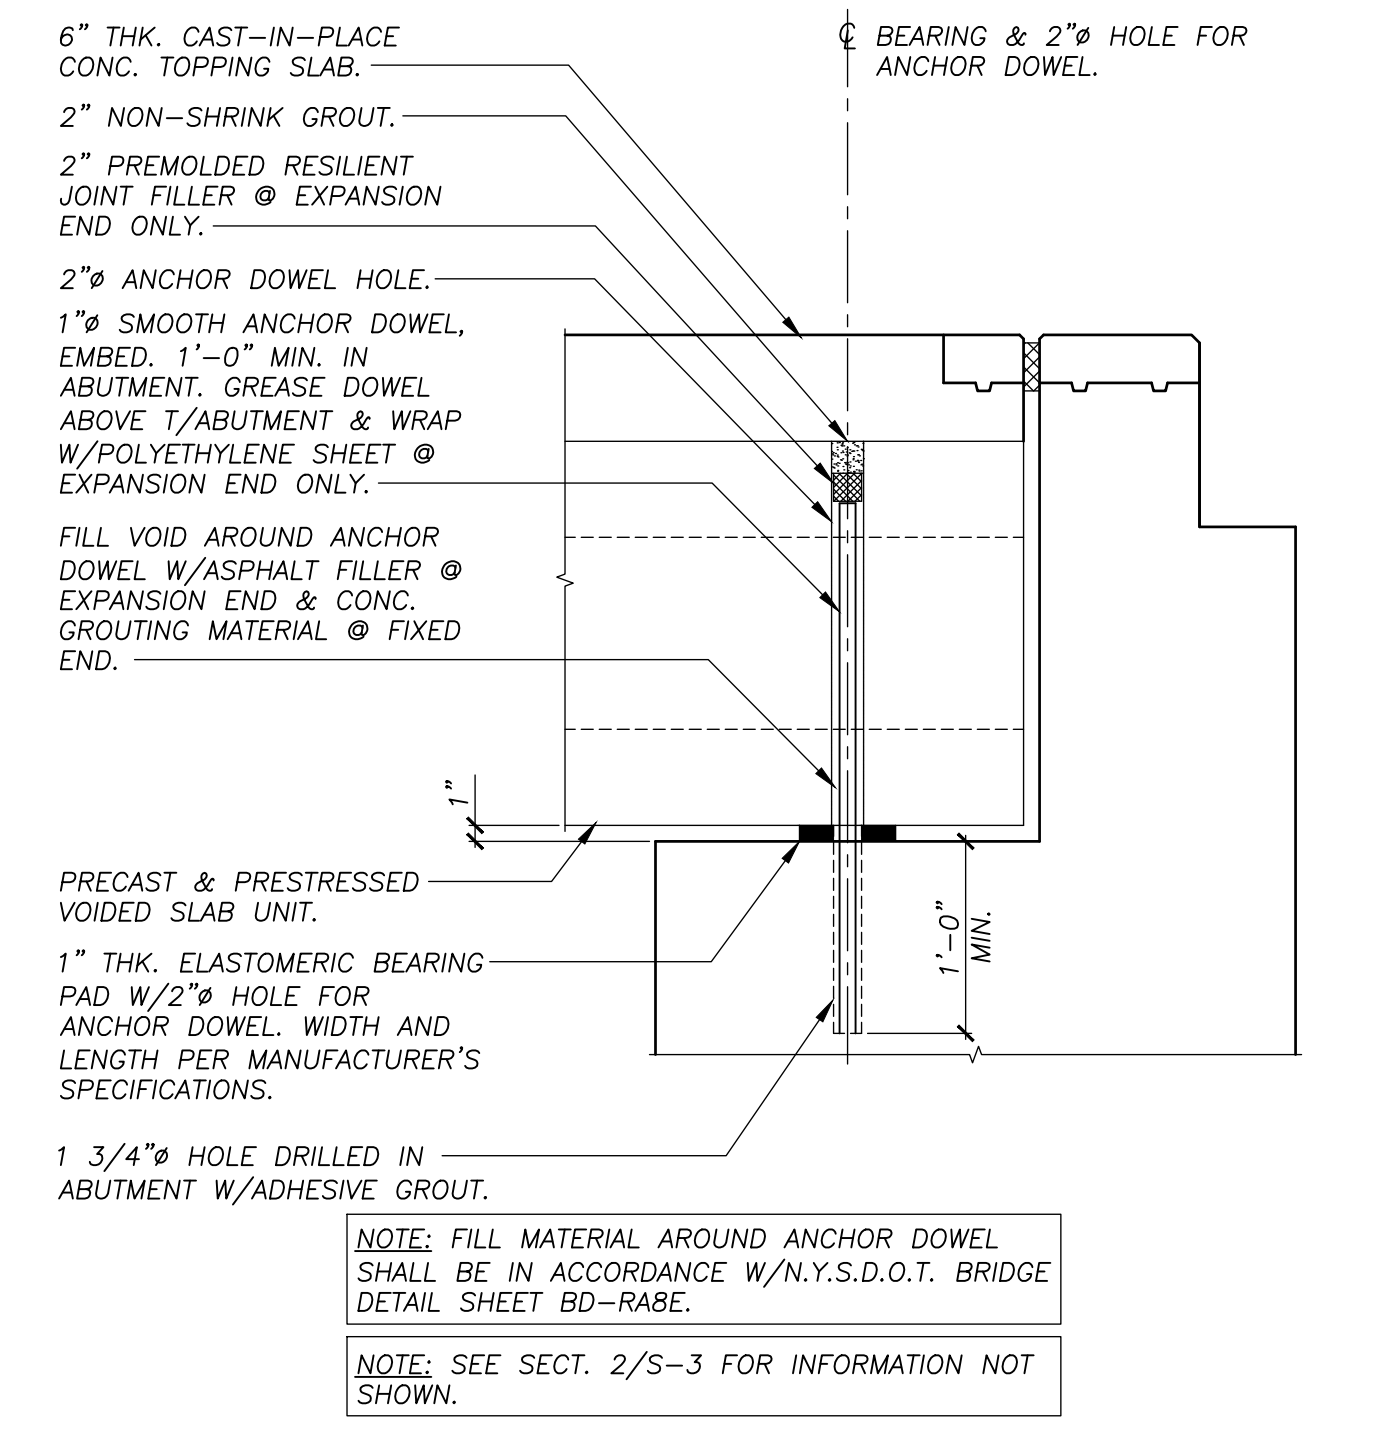 6" THK. CAST-IN-PLACE
CONC. TOPPING SLAB.
℄ BEARING & 2"ø HOLE FOR
ANCHOR DOWEL.
2" NON-SHRINK GROUT.
2" PREMOLDED RESILIENT
JOINT FILLER @ EXPANSION
END ONLY.
2"ø ANCHOR DOWEL HOLE.
1"ø SMOOTH ANCHOR DOWEL,
EMBED. 1'-0" MIN. IN
ABUTMENT. GREASE DOWEL
ABOVE T/ABUTMENT & WRAP
W/POLYETHYLENE SHEET @
EXPANSION END ONLY.
FILL VOID AROUND ANCHOR
DOWEL W/ASPHALT FILLER @
EXPANSION END & CONC.
GROUTING MATERIAL @ FIXED
END.
1"
PRECAST & PRESTRESSED
VOIDED SLAB UNIT.
1'-0"
MIN.
1" THK. ELASTOMERIC BEARING
PAD W/2"ø HOLE FOR
ANCHOR DOWEL. WIDTH AND
LENGTH PER MANUFACTURER'S
SPECIFICATIONS.
1 3/4"ø HOLE DRILLED IN
ABUTMENT W/ADHESIVE GROUT.
NOTE: FILL MATERIAL AROUND ANCHOR DOWEL
SHALL BE IN ACCORDANCE W/N.Y.S.D.O.T. BRIDGE
DETAIL SHEET BD-RA8E.
NOTE: SEE SECT. 2/S-3 FOR INFORMATION NOT
SHOWN.